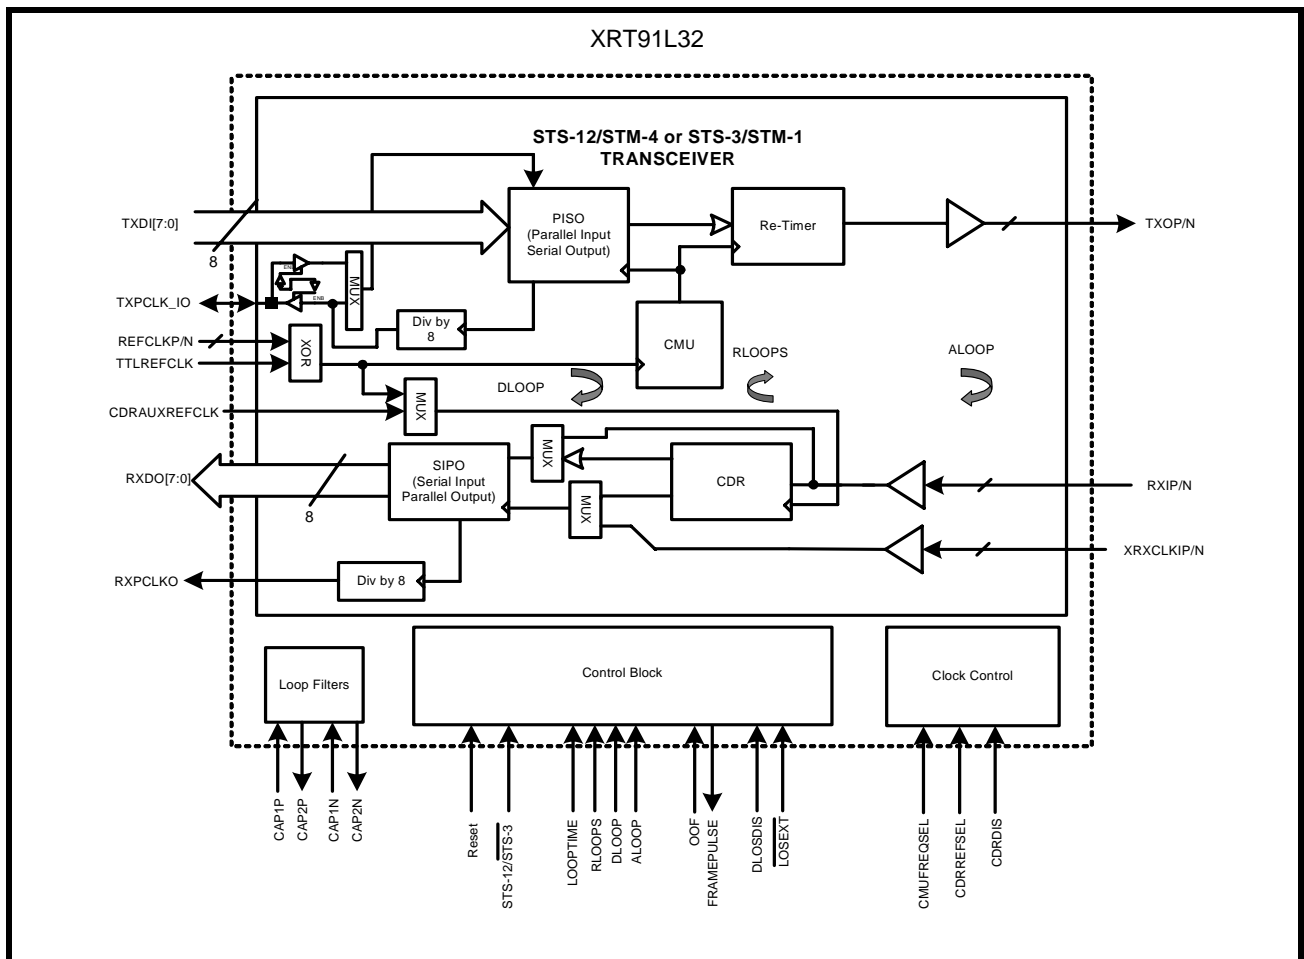 XRT91L32
STS-12/STM-4 or STS-3/STM-1
TRANSCEIVER
TXDI[7:0]
8
PISO
(Parallel Input
Serial Output)
Re-Timer
TXOP/N
ENB
MUX
TXPCLK_IO
ENB
Div by
8
REFCLKP/N
TTLREFCLK
XOR
CMU
RLOOPS
ALOOP
DLOOP
CDRAUXREFCLK
MUX
RXDO[7:0]
8
SIPO
(Serial Input
Parallel Output)
MUX
MUX
CDR
RXIP/N
XRXCLKIP/N
RXPCLKO
Div by 8
Loop Filters
Control Block
Clock Control
CAP1P
CAP2P
CAP1N
CAP2N
Reset
STS-12/STS-3
LOOPTIME
RLOOPS
DLOOP
ALOOP
OOF
FRAMEPULSE
DLOSDIS
LOSEXT
CMUFREQSEL
CDRREFSEL
CDRDIS